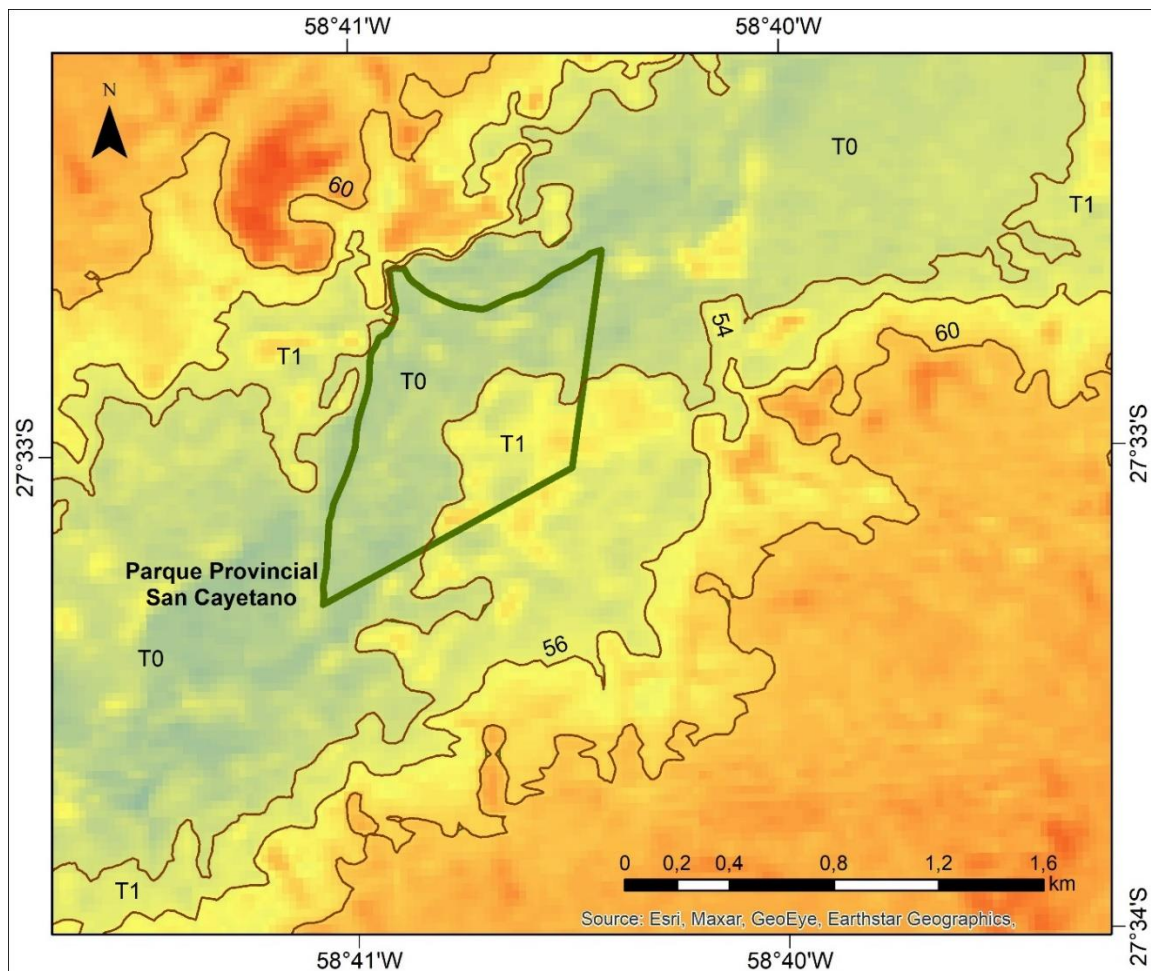 58°41'W
58°40'W
N
T0
60
T1
54
60
T1
T0
27°33'S
27°33'S
T1
Parque Provincial
San Cayetano
56
T0
T1
0 0,2 0,4 0,8 1,2 1,6
km
Source: Esri, Maxar, GeoEye, Earthstar Geographics,
27°34'S
58°41'W
58°40'W